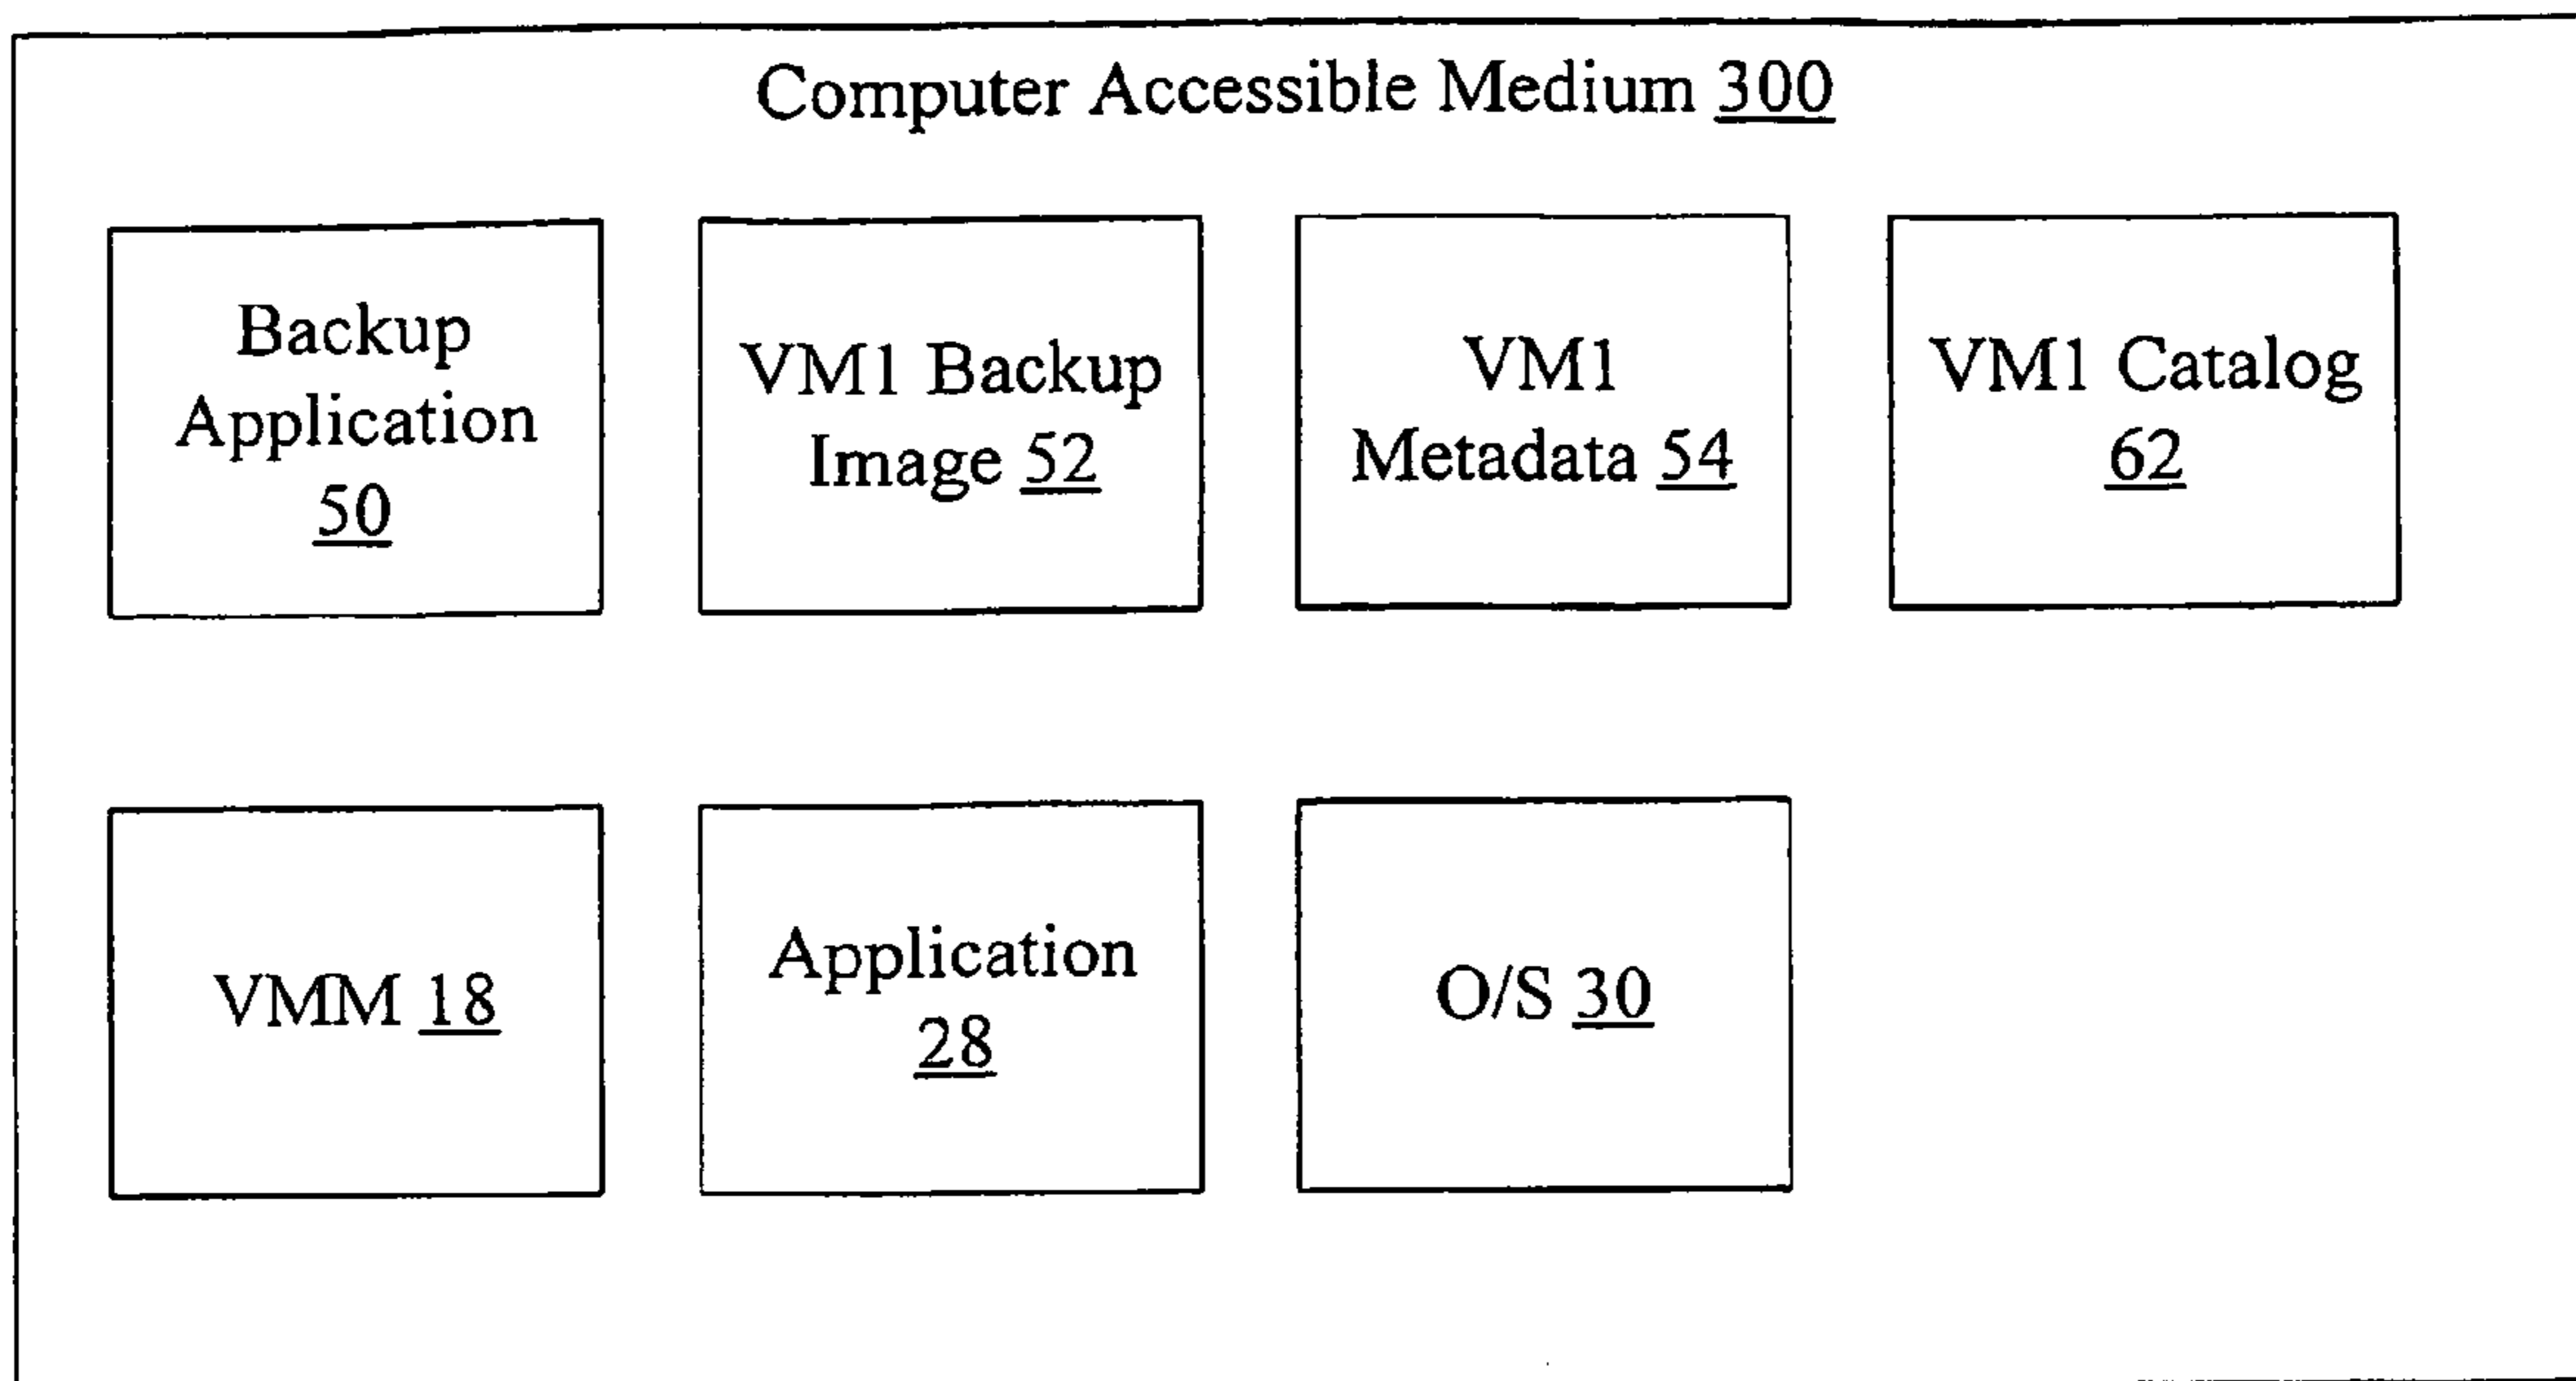 Computer Accessible Medium 300
Backup
Application
50
VM1 Backup
Image 52
VM1
Metadata 54
VM1 Catalog
62
VMM 18
Application
28
O/S 30